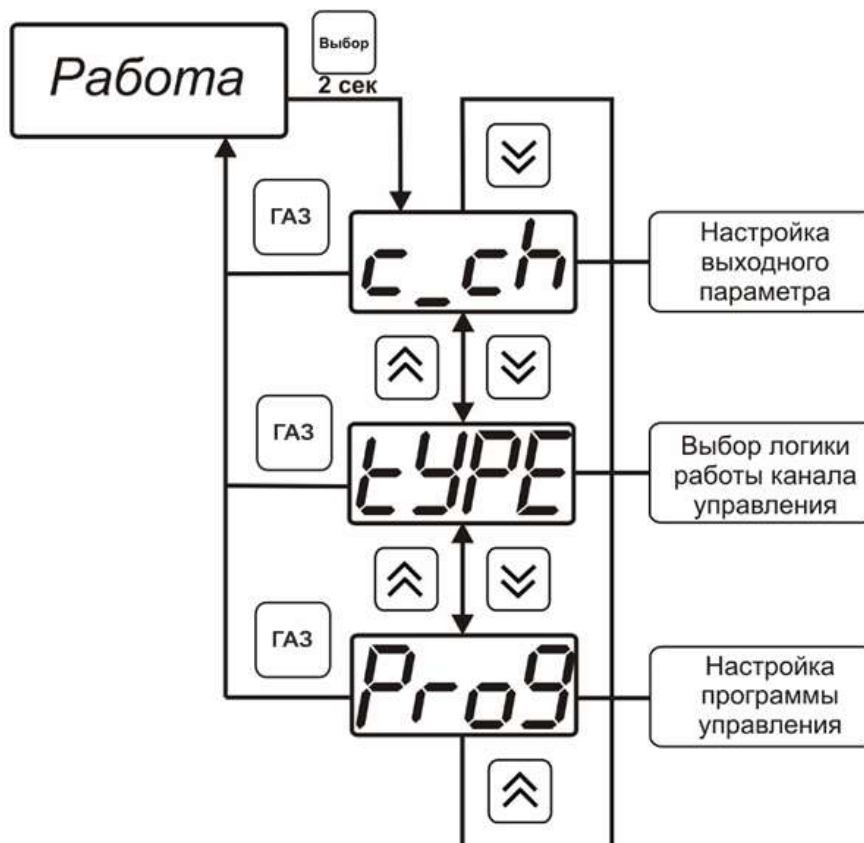 Работа
Выбор
2 сек
ГАЗ
c_ch
Настройка
выходного
параметра
ГАЗ
tYPE
Выбор логики
работы канала
управления
ГАЗ
Prog
Настройка
программы
управления